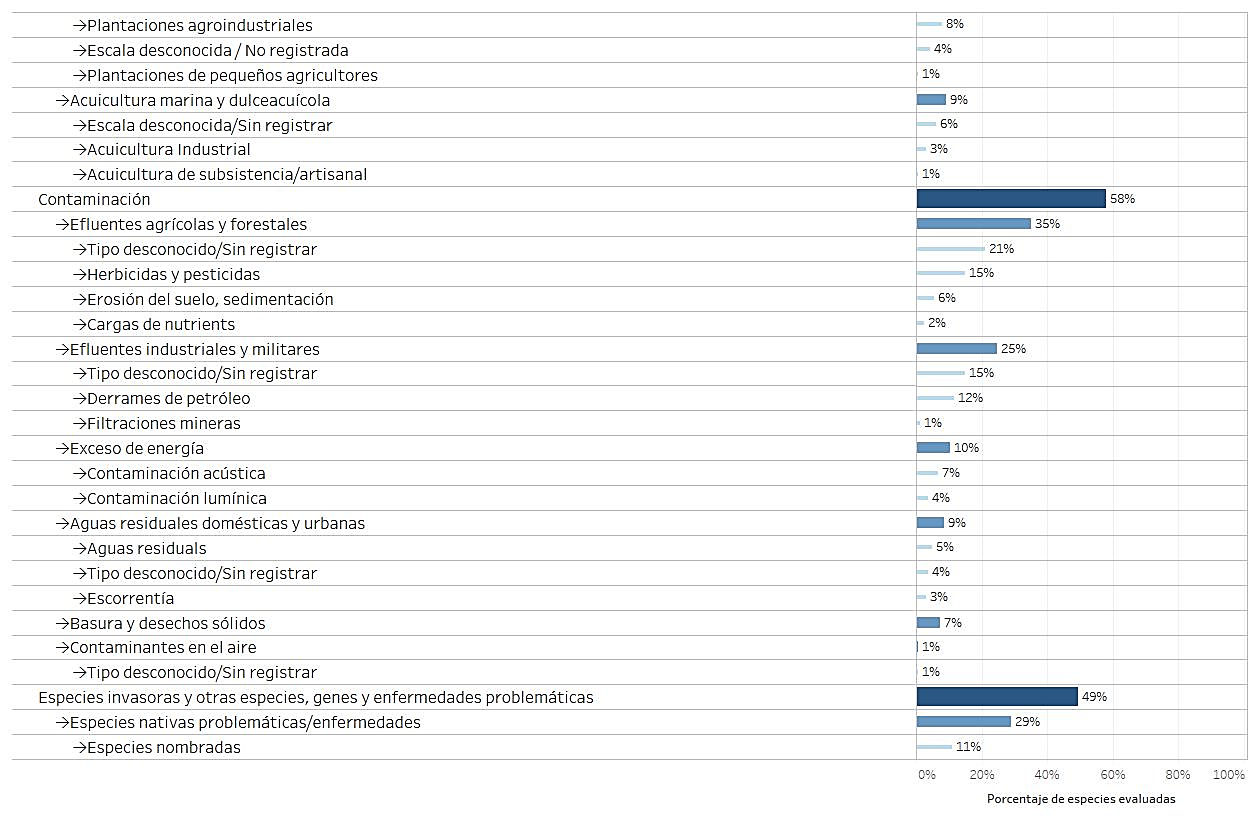 →Plantaciones agroindustriales 8%
→Escala desconocida / No registrada 4%
→Plantaciones de pequeños agricultores 1%
→Acuicultura marina y dulceacuícola 9%
→Escala desconocida/Sin registrar 6%
→Acuicultura Industrial 3%
→Acuicultura de subsistencia/artisanal 1%
Contaminación 58%
→Efluentes agrícolas y forestales 35%
→Tipo desconocido/Sin registrar 21%
→Herbicidas y pesticidas 15%
→Erosión del suelo, sedimentación 6%
→Cargas de nutrients 2%
→Efluentes industriales y militares 25%
→Tipo desconocido/Sin registrar 15%
→Derrames de petróleo 12%
→Filtraciones mineras 1%
→Exceso de energía 10%
→Contaminación acústica 7%
→Contaminación lumínica 4%
→Aguas residuales domésticas y urbanas 9%
→Aguas residuals 5%
→Tipo desconocido/Sin registrar 4%
→Escorrentía 3%
→Basura y desechos sólidos 7%
→Contaminantes en el aire 1%
→Tipo desconocido/Sin registrar 1%
Especies invasoras y otras especies, genes y enfermedades problemáticas 49%
→Especies nativas problemáticas/enfermedades 29%
→Especies nombradas 11%
0% 20% 40% 60% 80% 100%
Porcentaje de especies evaluadas